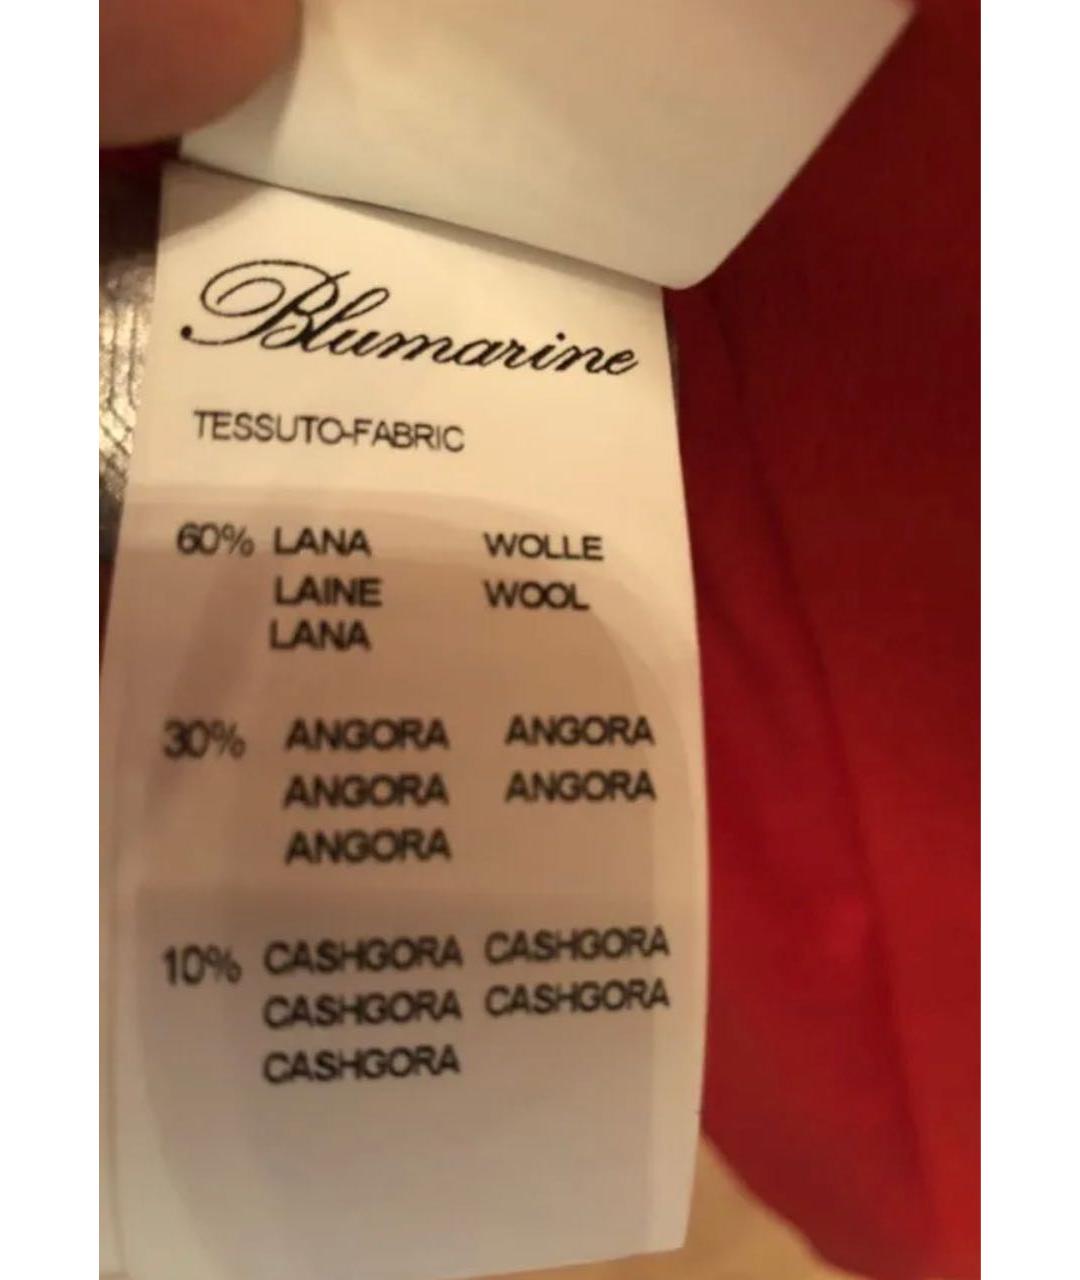 Blumarine
TESSUTO-FABRIC
60% LANA WOLLE
LAINE WOOL
LANA
30% ANGORA ANGORA
ANGORA ANGORA
ANGORA
10% CASHGORA CASHGORA
CASHGORA CASHGORA
CASHGORA